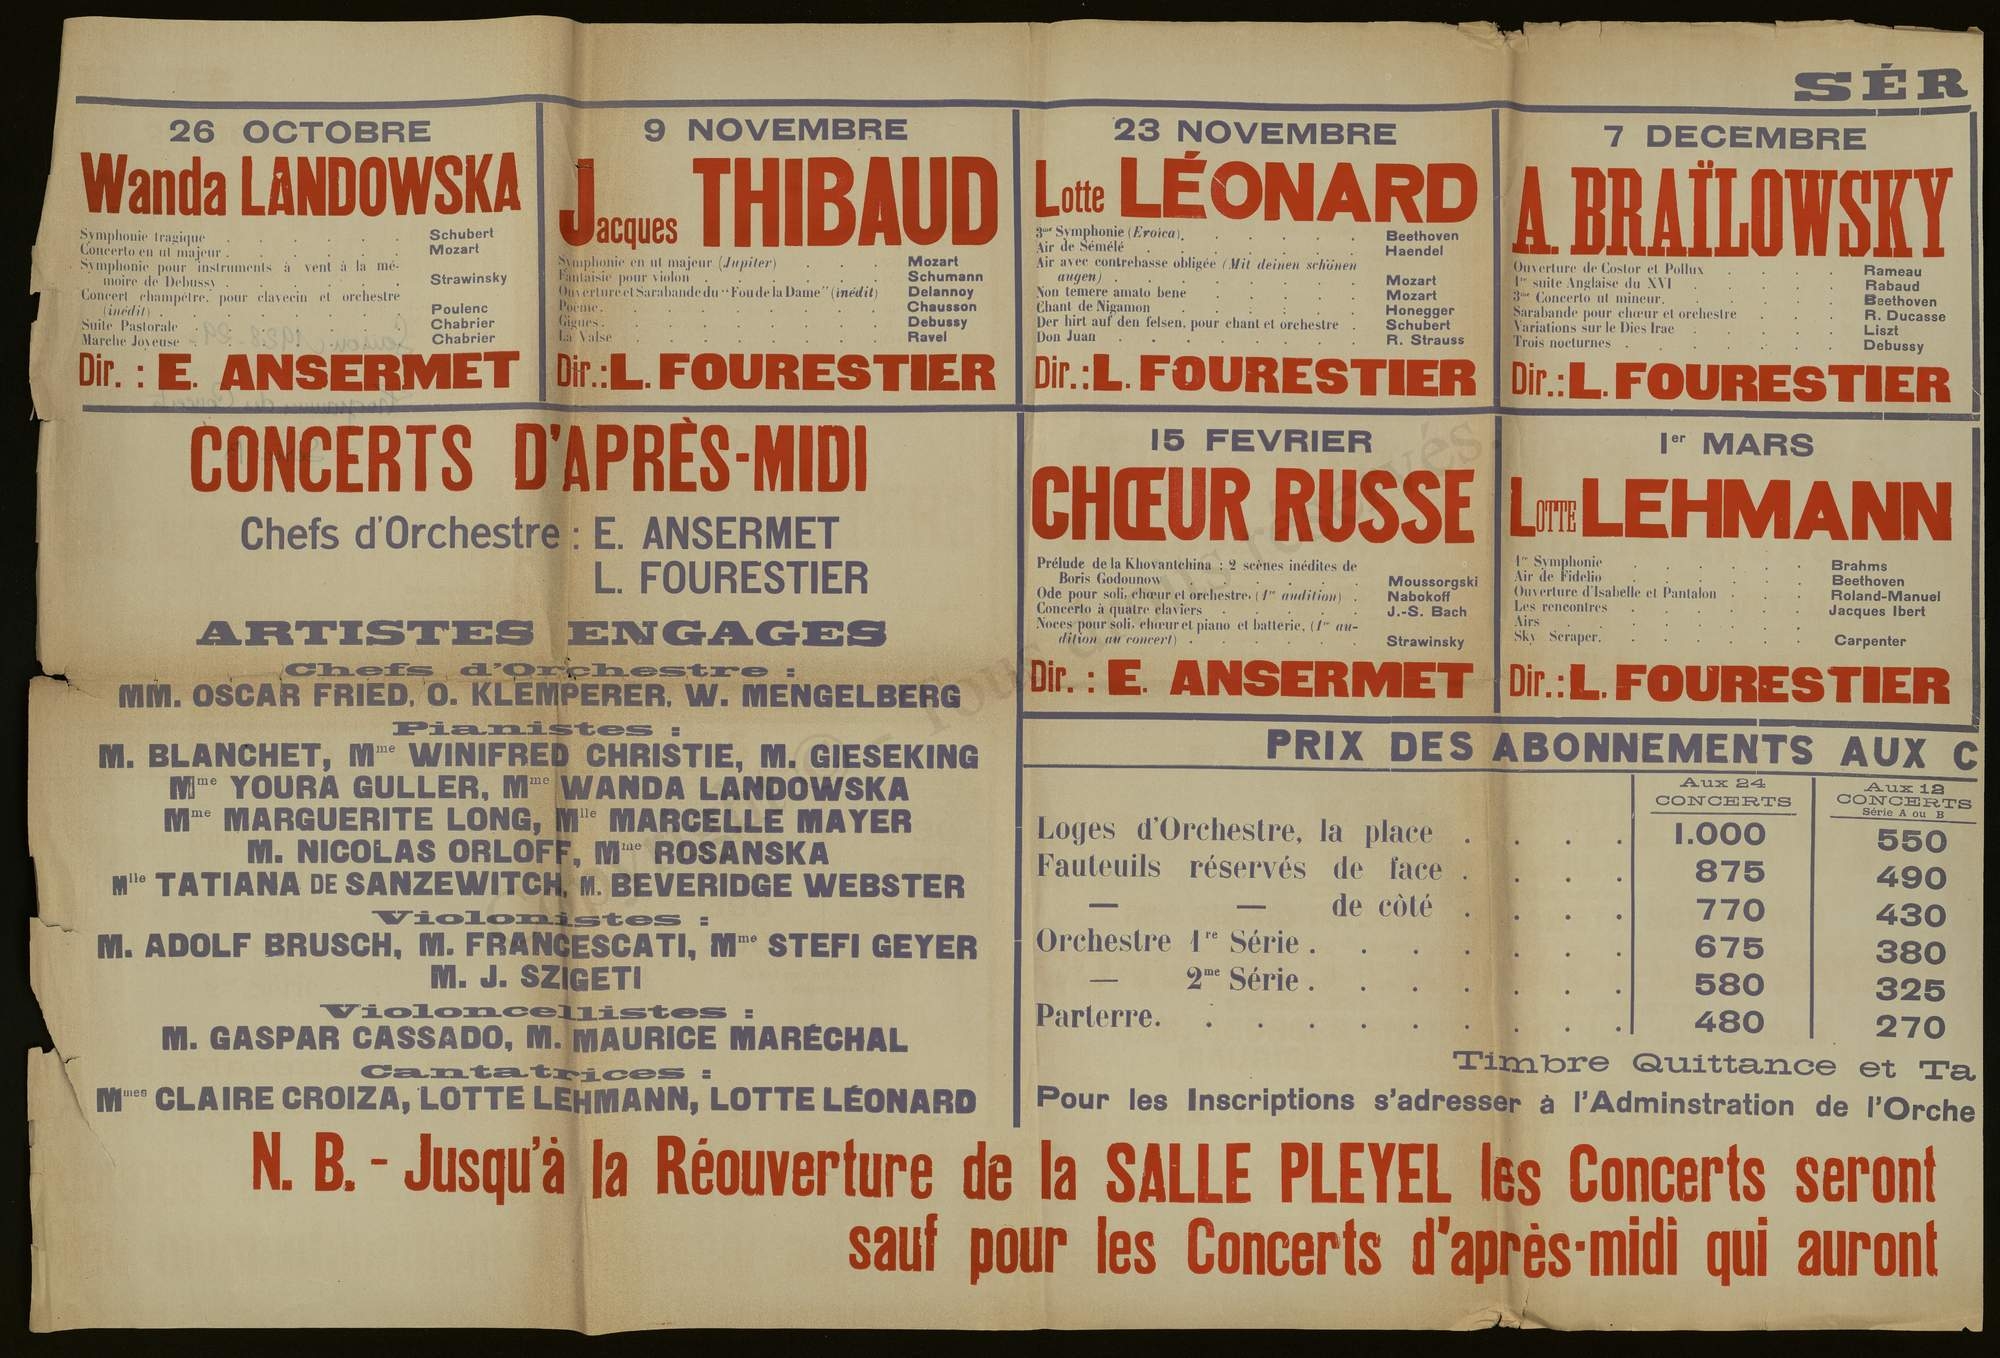 SÉR
26 OCTOBRE
Wanda LANDOWSKA
Symphonie tragique . . . . . . Schubert
Concerto en ut majeur . . . . . . Mozart
Symphonie pour instruments à vent à la mé-
moire de Debussy . . . . . . Strawinsky
Concert champêtre, pour clavecin et orchestre
(inédit) . . . . . . Poulenc
Suite Pastorale . . . . . . Chabrier
Marche Joyeuse . . . . . . Chabrier
Dir. : E. ANSERMET
9 NOVEMBRE
Jacques THIBAUD
Symphonie en ut majeur (Jupiter) . . . Mozart
Fantaisie pour violon . . . . . Schumann
Ouverture et Sarabande du “Fou de la Dame” (inédit) Delannoy
Poème . . . . . . Chausson
Gigues . . . . . . Debussy
La Valse . . . . . . Ravel
Dir.: L. FOURESTIER
23 NOVEMBRE
Lotte LÉONARD
3me Symphonie (Eroïca) . . . . . Beethoven
Air de Sémélé . . . . . . Haendel
Air avec contrebasse obligée (Mit deinen schönen
augen) . . . . . . Mozart
Non temere amato bene . . . . . Mozart
Chant de Nigamon . . . . . . Honegger
Der hirt auf den felsen, pour chant et orchestre . Schubert
Don Juan . . . . . . R. Strauss
Dir.: L. FOURESTIER
7 DECEMBRE
A. BRAÏLOWSKY
Ouverture de Costor et Pollux . . . . Rameau
1re suite Anglaise du XVI . . . . Rabaud
3me Concerto ut mineur. . . . . Beethoven
Sarabande pour chœur et orchestre . . . R. Ducasse
Variations sur le Dies Irae . . . . Liszt
Trois nocturnes . . . . . . Debussy
Dir.: L. FOURESTIER
CONCERTS D'APRÈS-MIDI
Chefs d'Orchestre : E. ANSERMET
L. FOURESTIER
ARTISTES ENGAGES
Chefs d'Orchestre :
MM. OSCAR FRIED, O. KLEMPERER, W. MENGELBERG
Pianistes :
M. BLANCHET, Mme WINIFRED CHRISTIE, M. GIESEKING
Mme YOURA GULLER, Mme WANDA LANDOWSKA
Mme MARGUERITE LONG, Mlle MARCELLE MAYER
M. NICOLAS ORLOFF, Mme ROSANSKA
Mlle TATIANA DE SANZEWITCH, M. BEVERIDGE WEBSTER
Violonistes :
M. ADOLF BRUSCH, M. FRANCESCATI, Mme STEFI GEYER
M. J. SZIGETI
Violoncellistes :
M. GASPAR CASSADO, M. MAURICE MARÉCHAL
Cantatrices :
Mmes CLAIRE CROIZA, LOTTE LEHMANN, LOTTE LÉONARD
15 FEVRIER
CHŒUR RUSSE
Prélude de la Khovantchina : 2 scènes inédites de
Boris Godounow . . . . . . Moussorgski
Ode pour soli, chœur et orchestre, (1re audition) . Nabokoff
Concerto à quatre claviers . . . . . J.-S. Bach
Noces pour soli, chœur et piano et batterie, (1re au-
dition au concert) . . . . . . Strawinsky
Dir. : E. ANSERMET
1er MARS
LOTTE LEHMANN
1re Symphonie . . . . . Brahms
Air de Fidelio . . . . . Beethoven
Ouverture d'Isabelle et Pantalon . . . Roland-Manuel
Les rencontres . . . . . Jacques Ibert
Airs . . . . .
Sky Scraper. . . . . . Carpenter
Dir.: L. FOURESTIER
PRIX DES ABONNEMENTS AUX C
Aux 24 CONCERTS Aux 12 CONCERTS
Série A ou B
Loges d'Orchestre, la place . . . . 1.000 550
Fauteuils réservés de face . . . . 875 490
— — de côté . . . . 770 430
Orchestre 1re Série . . . . . . . 675 380
— 2me Série . . . . . . . 580 325
Parterre. . . . . . . . . . 480 270
Timbre Quittance et Ta
Pour les Inscriptions s'adresser à l'Adminstration de l'Orche
N. B. - Jusqu'à la Réouverture de la SALLE PLEYEL les Concerts seront
sauf pour les Concerts d'après-midi qui auront